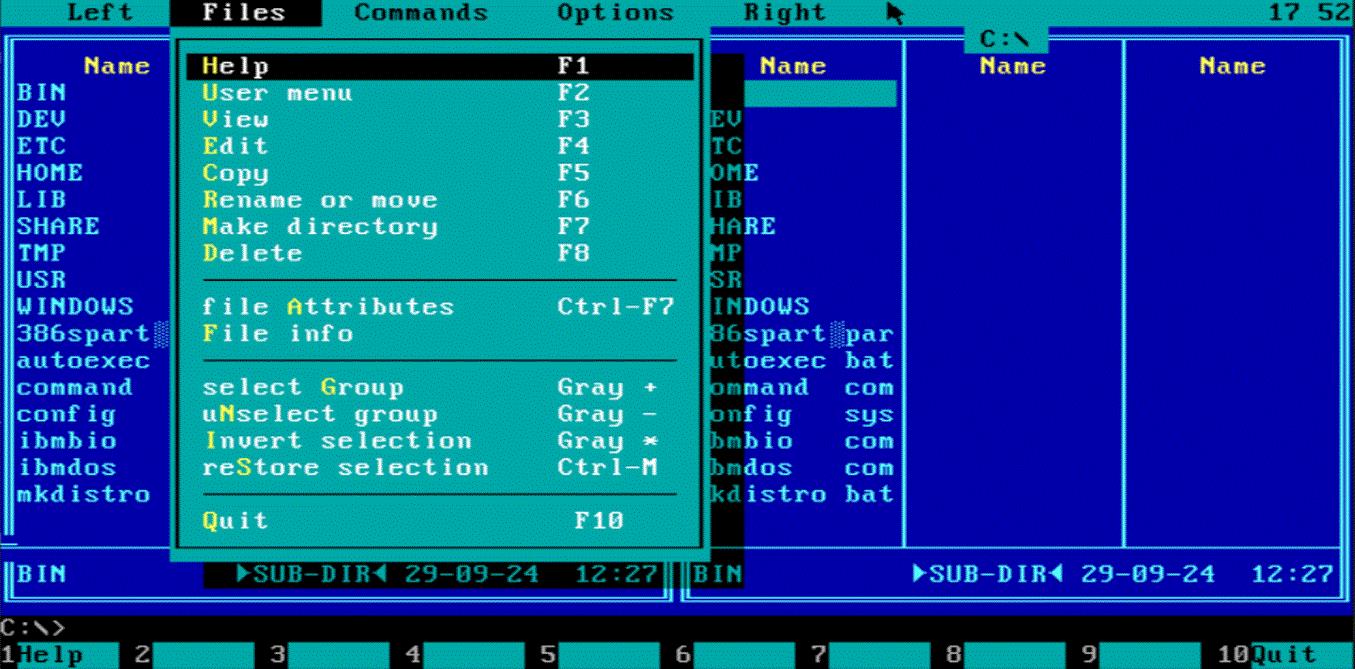 Left Files Commands Options Right 17 52
C:\
Name Help F1 Name Name Name
BIN User menu F2
DEV View F3 EV
ETC Edit F4 TC
HOME Copy F5 OME
LIB Rename or move F6 IB
SHARE Make directory F7 HARE
TMP Delete F8 MP
USR SR
WINDOWS file Attributes Ctrl-F7 INDOWS
386spart▒ File info 86spart▒par
autoexec utoexec bat
command select Group Gray + ommand com
config uNselect group Gray - onfig sys
ibmbio Invert selection Gray * bmbio com
ibmdos reStore selection Ctrl-M bmdos com
mkdistro kdistro bat
Quit F10
BIN ►SUB-DIR◄ 29-09-24 12:27 BIN ►SUB-DIR◄ 29-09-24 12:27
C:\>
1Help 2 3 4 5 6 7 8 9 10Quit